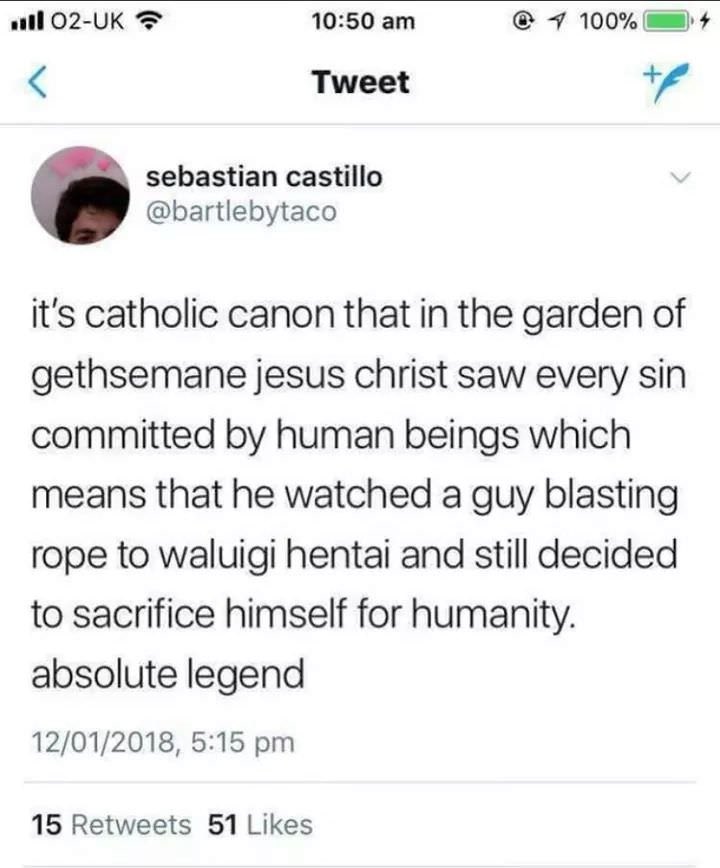 O2-UK 10:50 am 100%
Tweet
sebastian castillo
@bartlebytaco
it's catholic canon that in the garden of
gethsemane jesus christ saw every sin
committed by human beings which
means that he watched a guy blasting
rope to waluigi hentai and still decided
to sacrifice himself for humanity.
absolute legend
12/01/2018, 5:15 pm
15 Retweets 51 Likes